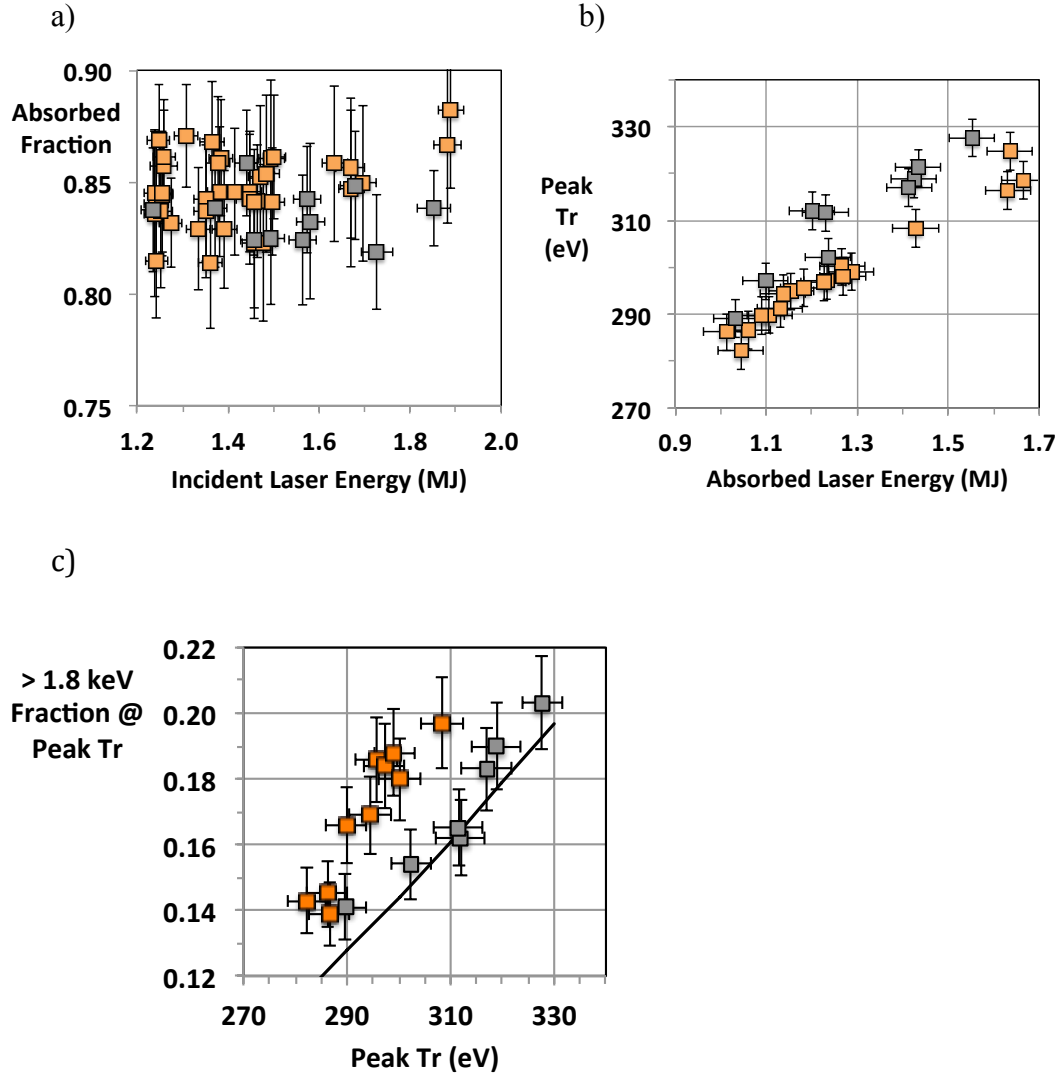 a)
0.90
Absorbed
Fraction
0.85
0.80
0.75
1.2 1.4 1.6 1.8 2.0
Incident Laser Energy (MJ)
b)
330
Peak
Tr
(eV)
310
290
270
0.9 1.1 1.3 1.5 1.7
Absorbed Laser Energy (MJ)
c)
0.22
> 1.8 keV
Fraction @
Peak Tr
0.20
0.18
0.16
0.14
0.12
270 290 310 330
Peak Tr (eV)